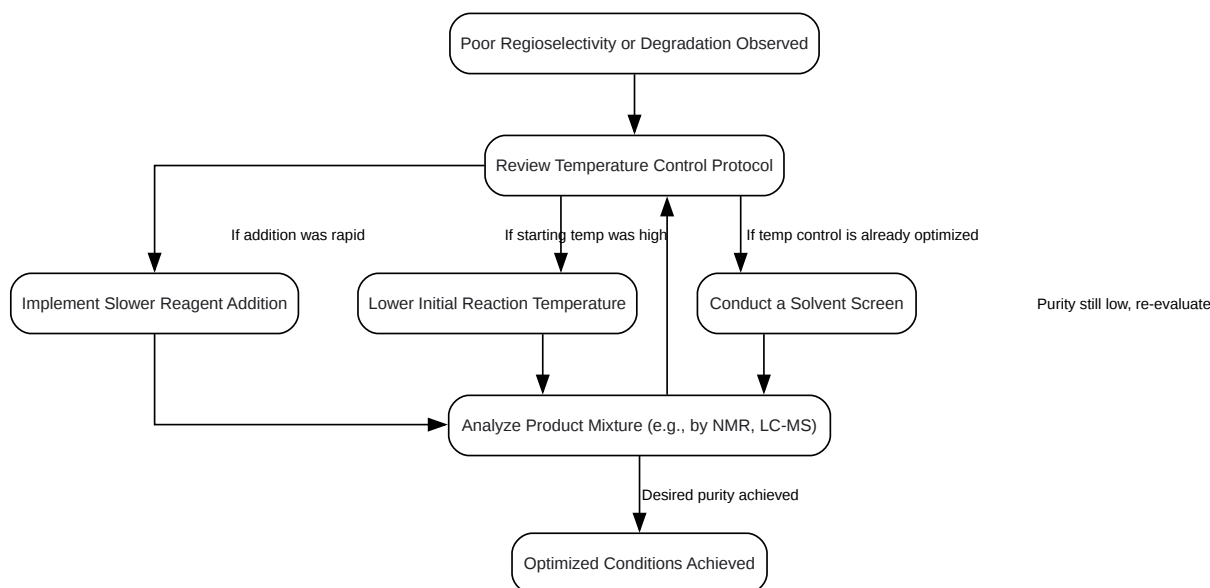 Poor Regioselectivity or Degradation Observed
Review Temperature Control Protocol
If addition was rapid
If starting temp was high
If temp control is already optimized
Implement Slower Reagent Addition
Lower Initial Reaction Temperature
Conduct a Solvent Screen
Purity still low, re-evaluate
Analyze Product Mixture (e.g., by NMR, LC-MS)
Desired purity achieved
Optimized Conditions Achieved